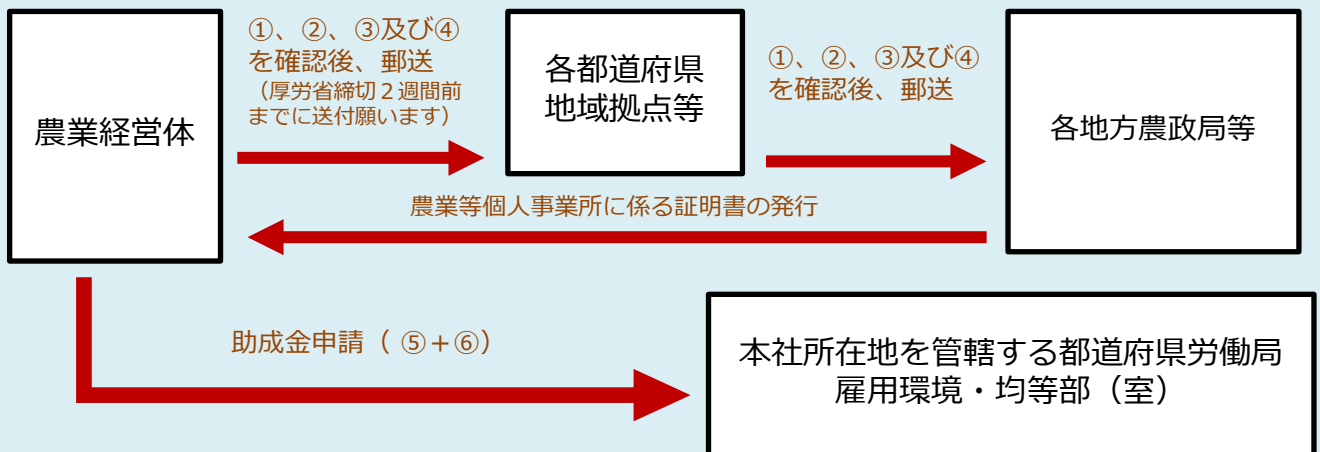 ①、②、③及び④
を確認後、郵送
（厚労省締切２週間前
までに送付願います）
農業経営体
各都道府県
地域拠点等
①、②、③及び④
を確認後、郵送
各地方農政局等
農業等個人事業所に係る証明書の発行
助成金申請（ ⑤＋⑥）
本社所在地を管轄する都道府県労働局
雇用環境・均等部（室）